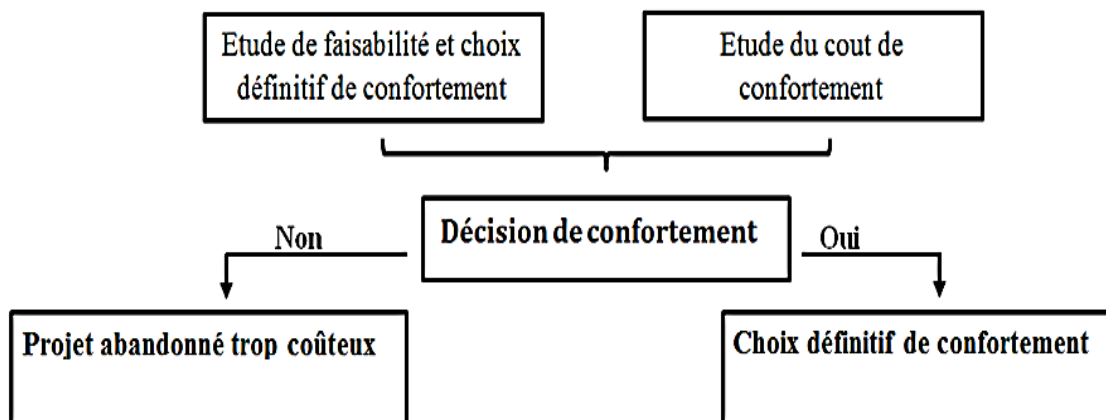 Etude de faisabilité et choix
définitif de confortement
Etude du cout de
confortement
Décision de confortement
Non
Oui
Projet abandonné trop coûteux
Choix définitif de confortement